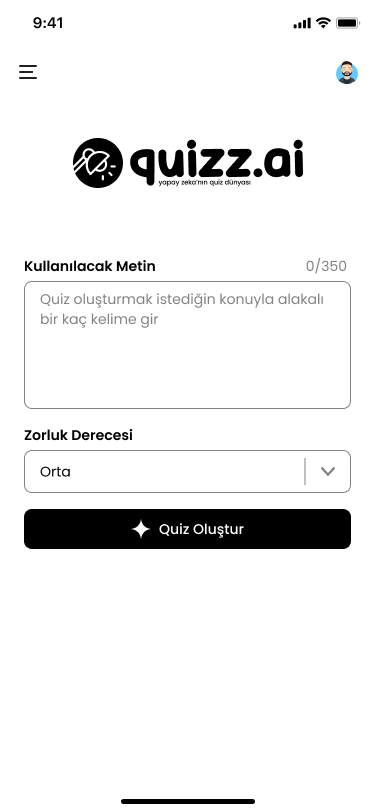 9:41
quizz.ai
yapay zeka'nın quiz dünyası
Kullanılacak Metin 0/350
Quiz oluşturmak istediğin konuyla alakalı
bir kaç kelime gir
Zorluk Derecesi
Orta
Quiz Oluştur